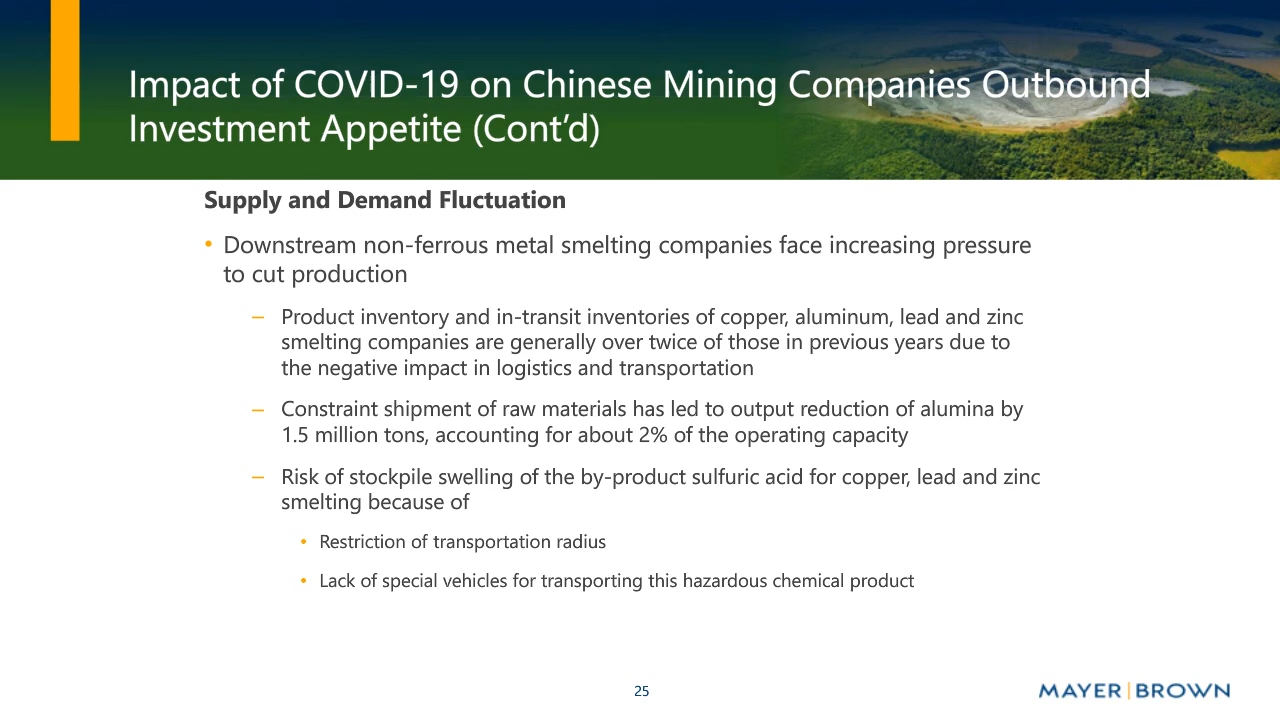 Impact of COVID-19 on Chinese Mining Companies Outbound
Investment Appetite (Cont’d)
Supply and Demand Fluctuation
• Downstream non-ferrous metal smelting companies face increasing pressure
to cut production
– Product inventory and in-transit inventories of copper, aluminum, lead and zinc
smelting companies are generally over twice of those in previous years due to
the negative impact in logistics and transportation
– Constraint shipment of raw materials has led to output reduction of alumina by
1.5 million tons, accounting for about 2% of the operating capacity
– Risk of stockpile swelling of the by-product sulfuric acid for copper, lead and zinc
smelting because of
• Restriction of transportation radius
• Lack of special vehicles for transporting this hazardous chemical product
25
MAYER|BROWN